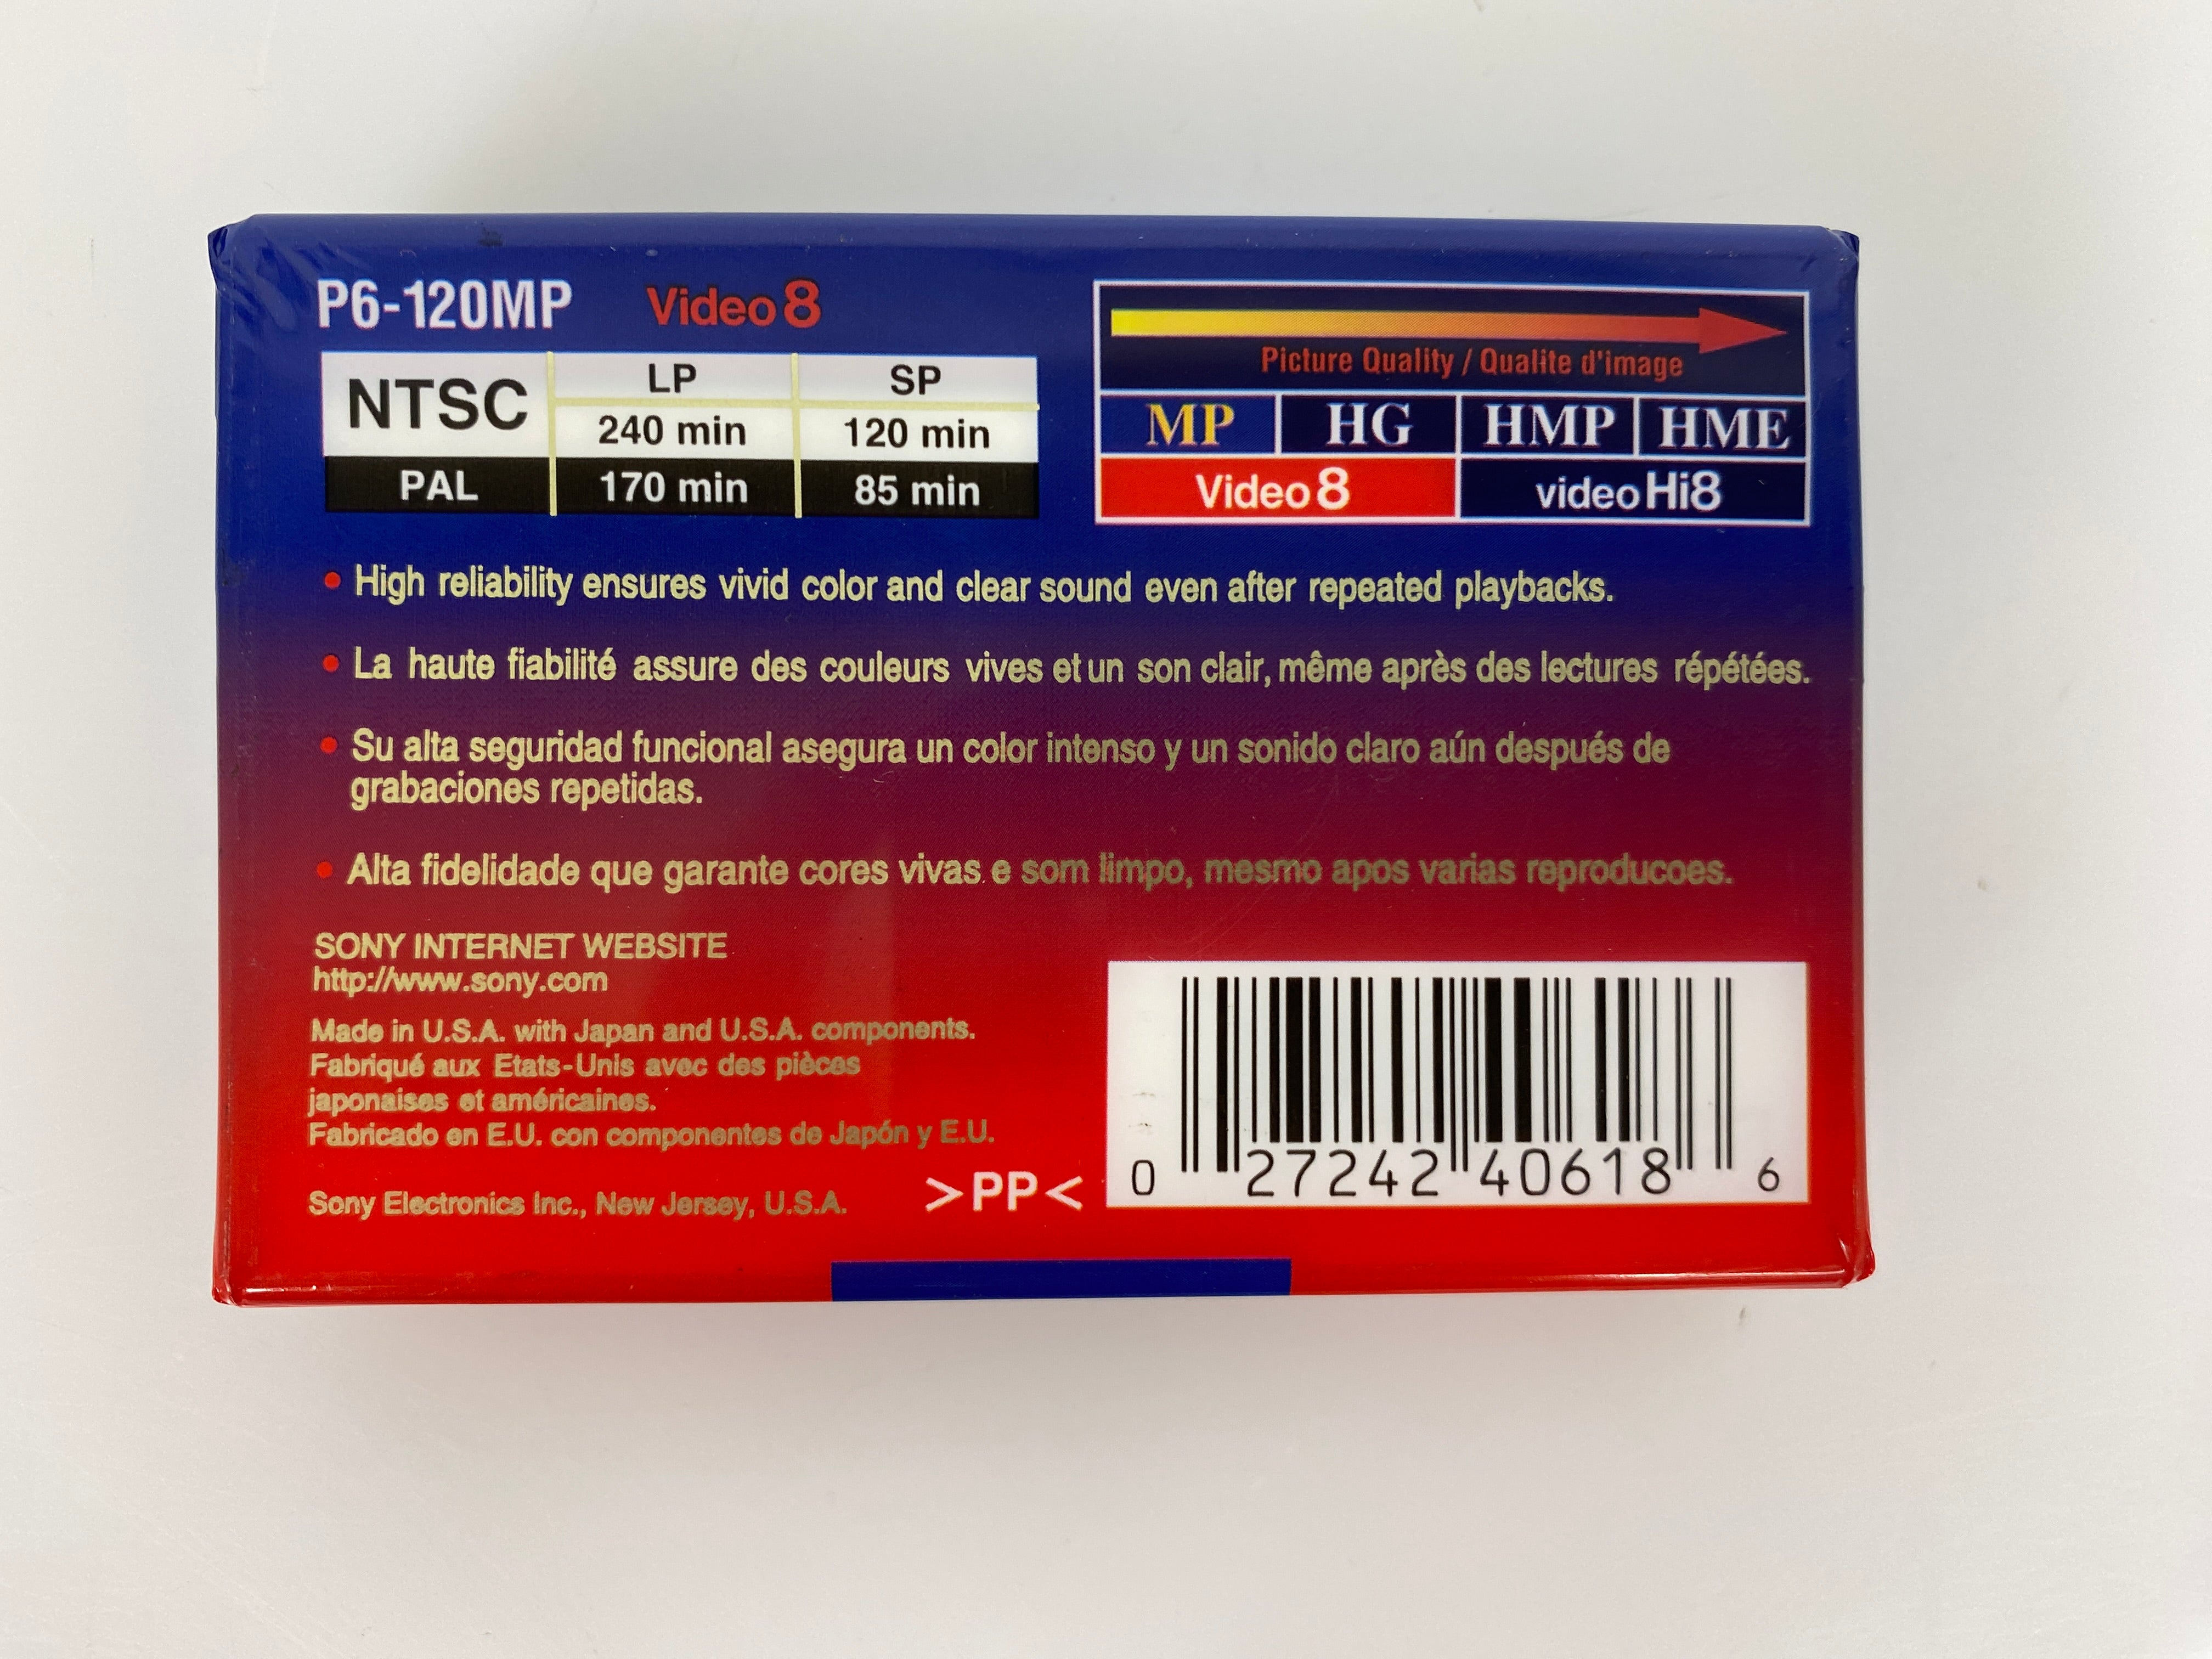 P6-120MP Video8
NTSC LP SP
240 min 120 min
PAL 170 min 85 min
Picture Quality / Qualite d'image
MP HG HMP HME
Video8 videoHi8
• High reliability ensures vivid color and clear sound even after repeated playbacks.
• La haute fiabilité assure des couleurs vives et un son clair, même après des lectures répétées.
• Su alta seguridad funcional asegura un color intenso y un sonido claro aún después de
grabaciones repetidas.
• Alta fidelidade que garante cores vivas e som limpo, mesmo apos varias reproducoes.
SONY INTERNET WEBSITE
http://www.sony.com
Made in U.S.A. with Japan and U.S.A. components.
Fabriqué aux Etats-Unis avec des pièces
japonaises et américaines.
Fabricado en E.U. con componentes de Japón y E.U.
Sony Electronics Inc., New Jersey, U.S.A.
>PP<
0 27242 40618 6